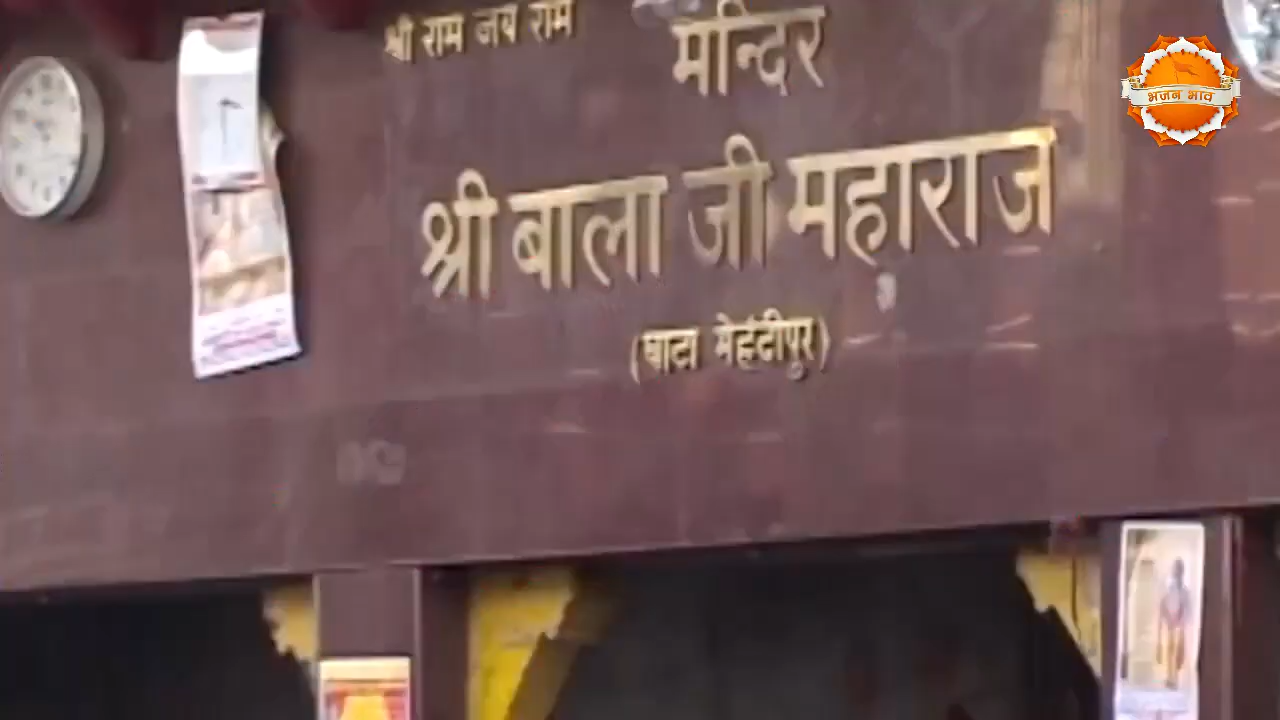 श्री राम जय राम
मन्दिर
श्री बाला जी महाराज
(घाटा मेहंदीपुर)
भजन भाव